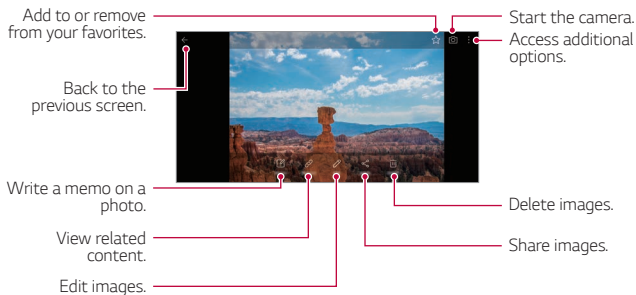 Add to or remove
from your favorites.
Start the camera.
Access additional
options.
Back to the
previous screen.
Write a memo on a
photo.
View related
content.
Edit images.
Delete images.
Share images.